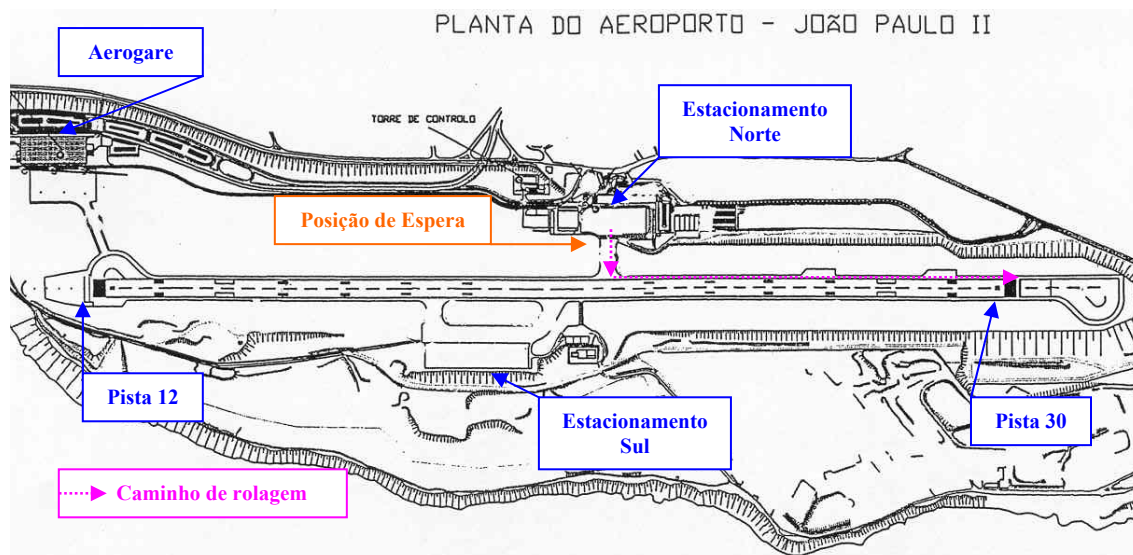 PLANTA DO AEROPORTO - JOÃO PAULO II
Aerogare
TORRE DE CONTROLO
Estacionamento
Norte
Posição de Espera
Pista 12
Estacionamento
Sul
Pista 30
Caminho de rolagem